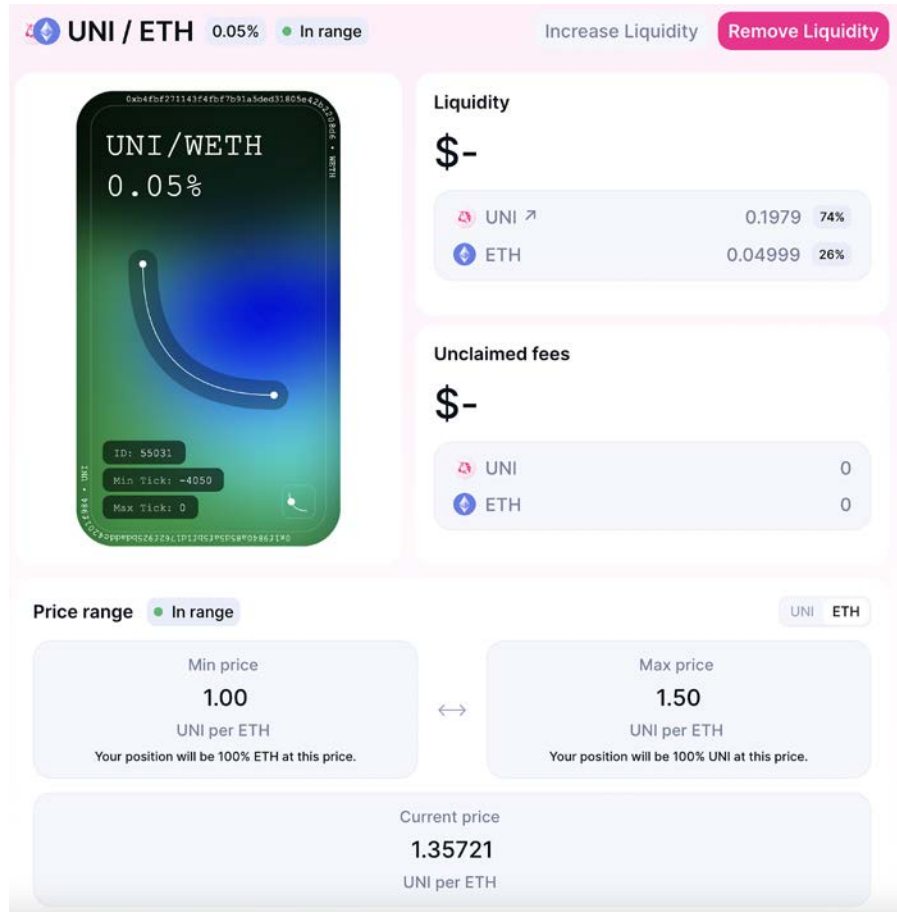 UNI / ETH 0.05% In range Increase Liquidity Remove Liquidity
UNI/WETH
0.05%
ID: 55031
Min Tick: -4050
Max Tick: 0
Liquidity
$-
UNI ↗ 0.1979 74%
ETH 0.04999 26%
Unclaimed fees
$-
UNI 0
ETH 0
Price range In range UNI ETH
Min price
1.00
UNI per ETH
Your position will be 100% ETH at this price.
Max price
1.50
UNI per ETH
Your position will be 100% UNI at this price.
Current price
1.35721
UNI per ETH